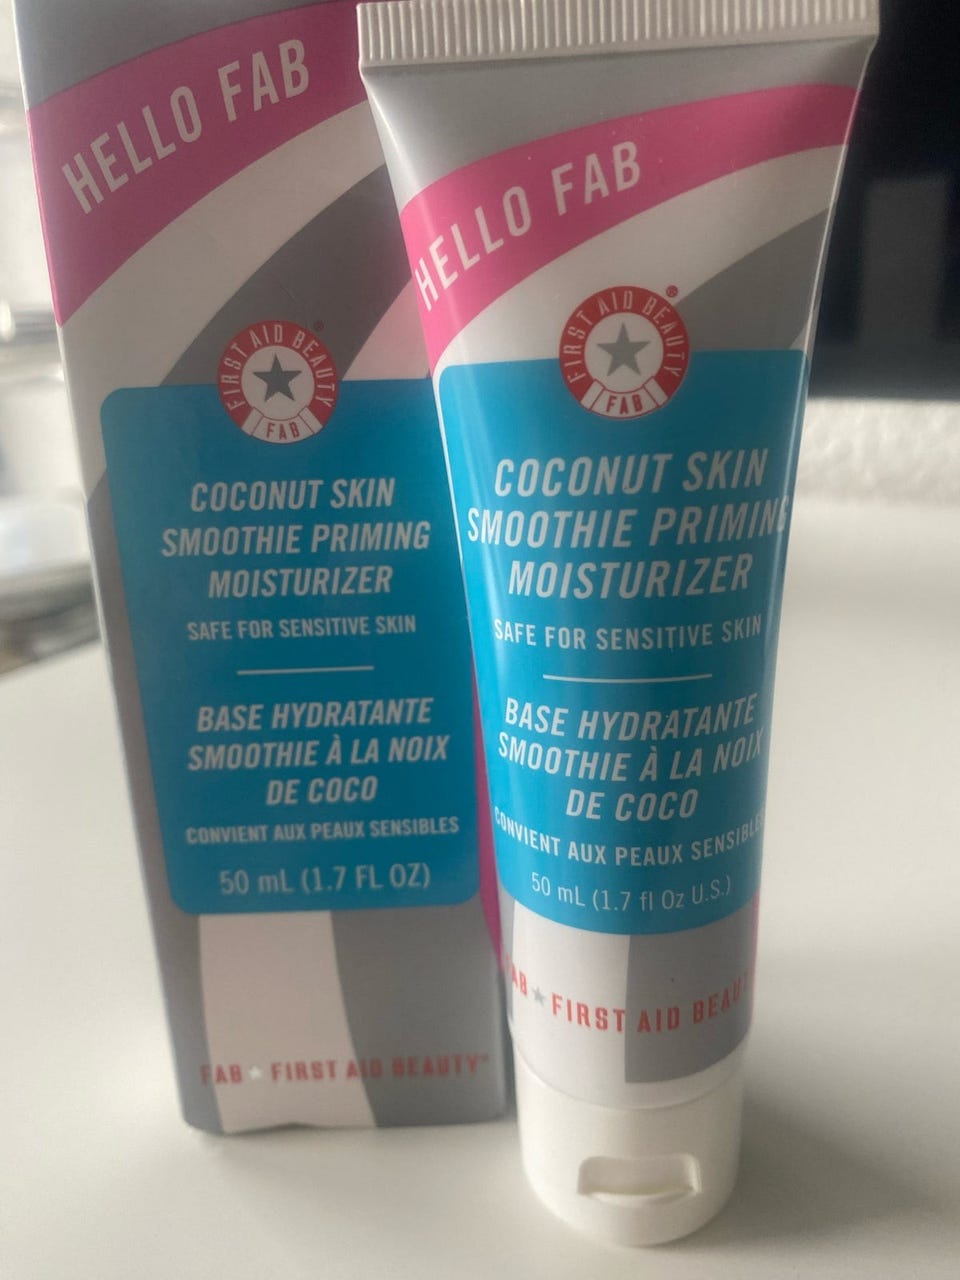 HELLO FAB
FIRST AID BEAUTY
®
FAB
COCONUT SKIN
SMOOTHIE PRIMING
MOISTURIZER
SAFE FOR SENSITIVE SKIN
BASE HYDRATANTE
SMOOTHIE À LA NOIX
DE COCO
CONVIENT AUX PEAUX SENSIBLES
50 mL (1.7 FL OZ)
FAB FIRST AID BEAUTY®
HELLO FAB
FIRST AID BEAUTY
®
FAB
COCONUT SKIN
SMOOTHIE PRIMING
MOISTURIZER
SAFE FOR SENSITIVE SKIN
BASE HYDRATANTE
SMOOTHIE À LA NOIX
DE COCO
CONVIENT AUX PEAUX SENSIBLES
50 mL (1.7 fl Oz U.S.)
AB FIRST AID BEAU